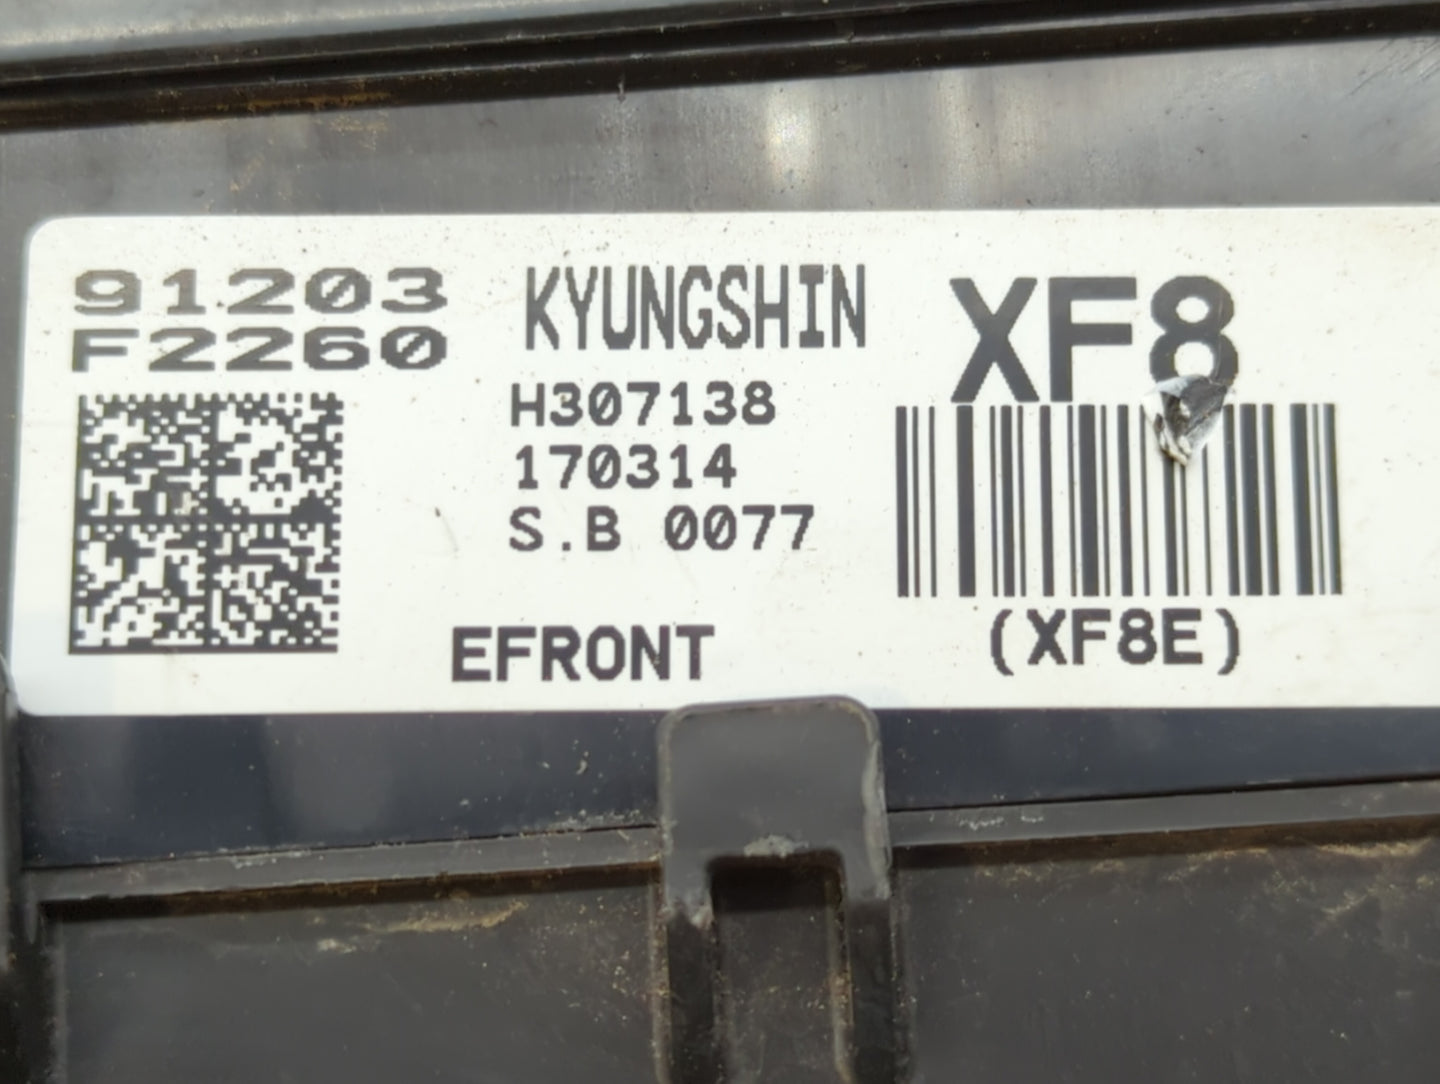 91203
F2260
KYUNGSHIN
H307138
170314
S.B 0077
EFRONT
XF8
(XF8E)